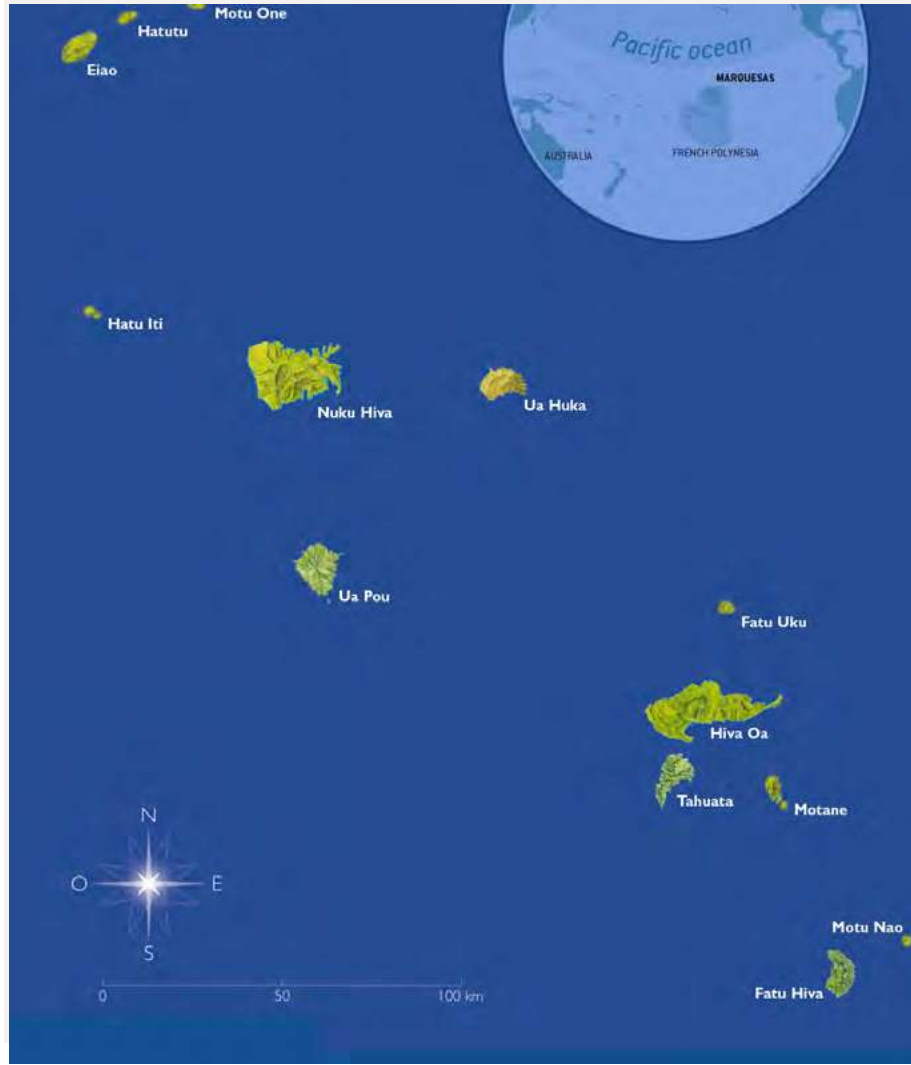 Motu One
Hatutu
Eiao
Pacific ocean
MARQUESAS
AUSTRALIA
FRENCH POLYNESIA
Hatu Iti
Nuku Hiva
Ua Huka
Ua Pou
Fatu Uku
Hiva Oa
Tahuata
Motane
N
O
E
S
Motu Nao
Fatu Hiva
0
50
100 km